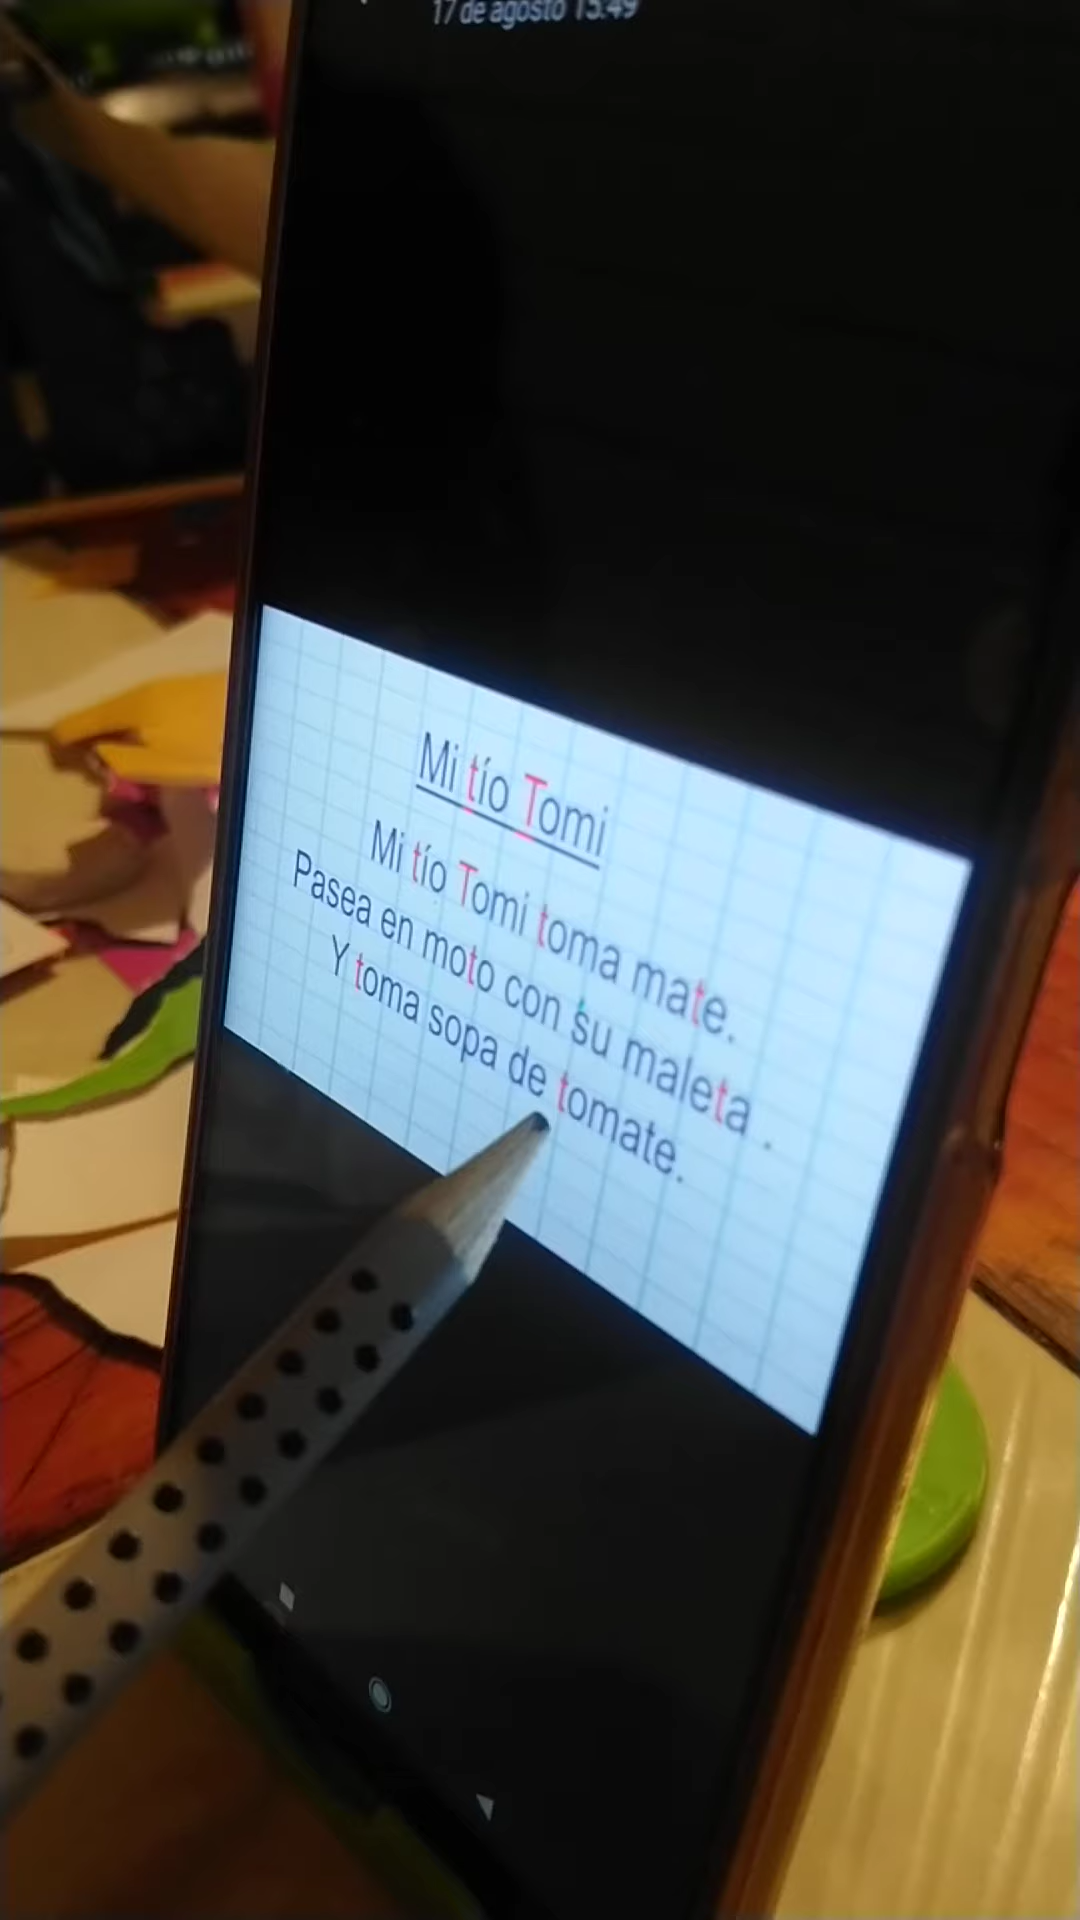 17 de agosto 15:49
Mi tío Tomi
Mi tío Tomi toma mate.
Pasea en moto con su maleta .
Y toma sopa de tomate.